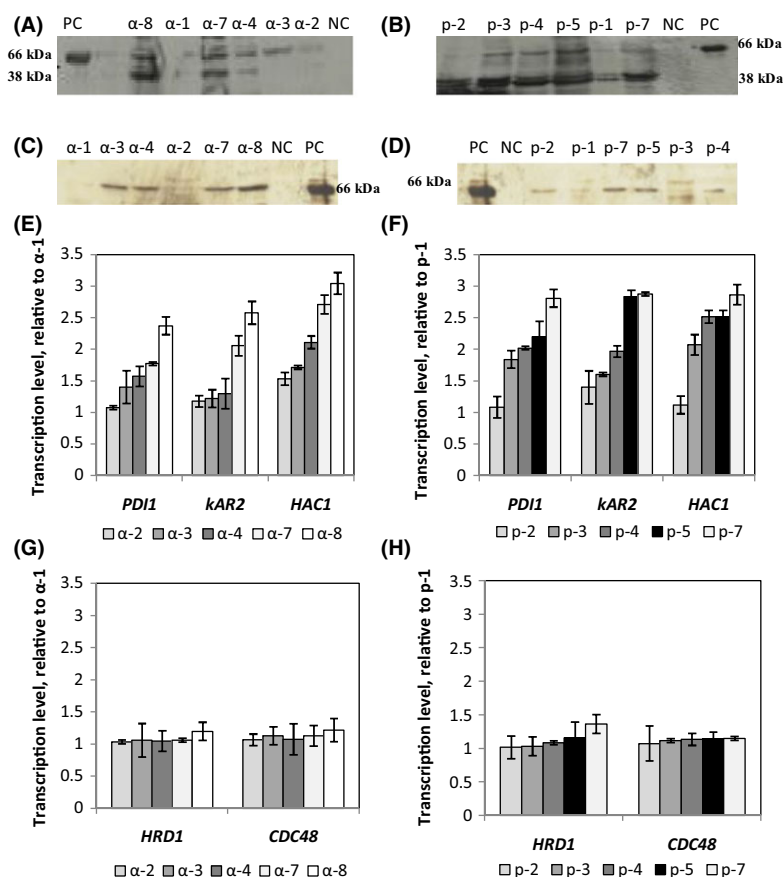 (A) PC α-8 α-1 α-7 α-4 α-3 α-2 NC
66 kDa
38 kDa
(B) p-2 p-3 p-4 p-5 p-1 p-7 NC PC
66 kDa
38 kDa
(C) α-1 α-3 α-4 α-2 α-7 α-8 NC PC
66 kDa
(D) PC NC p-2 p-1 p-7 p-5 p-3 p-4
66 kDa
(E)
Transcription level, relative to α-1
3.5
3
2.5
2
1.5
1
0.5
0
PDI1 kAR2 HAC1
α-2 α-3 α-4 α-7 α-8
(F)
Transcription level, relative to p-1
3.5
3
2.5
2
1.5
1
0.5
0
PDI1 kAR2 HAC1
p-2 p-3 p-4 p-5 p-7
(G)
Transcription level, relative to α-1
3.5
3
2.5
2
1.5
1
0.5
0
HRD1 CDC48
α-2 α-3 α-4 α-7 α-8
(H)
Transcription level, relative to p-1
3.5
3
2.5
2
1.5
1
0.5
0
HRD1 CDC48
p-2 p-3 p-4 p-5 p-7